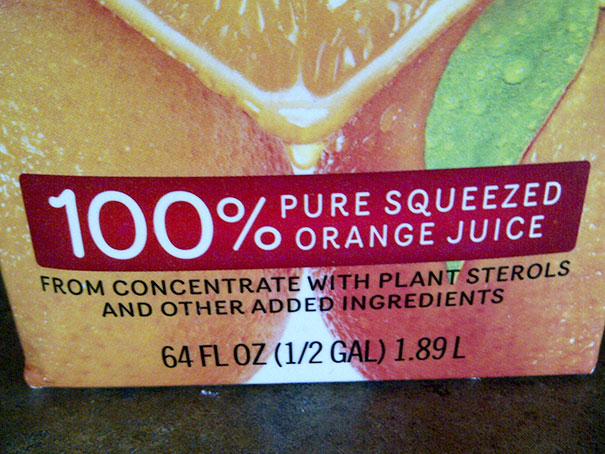 100% PURE SQUEEZED
ORANGE JUICE
FROM CONCENTRATE WITH PLANT STEROLS
AND OTHER ADDED INGREDIENTS
64 FL OZ (1/2 GAL) 1.89 L